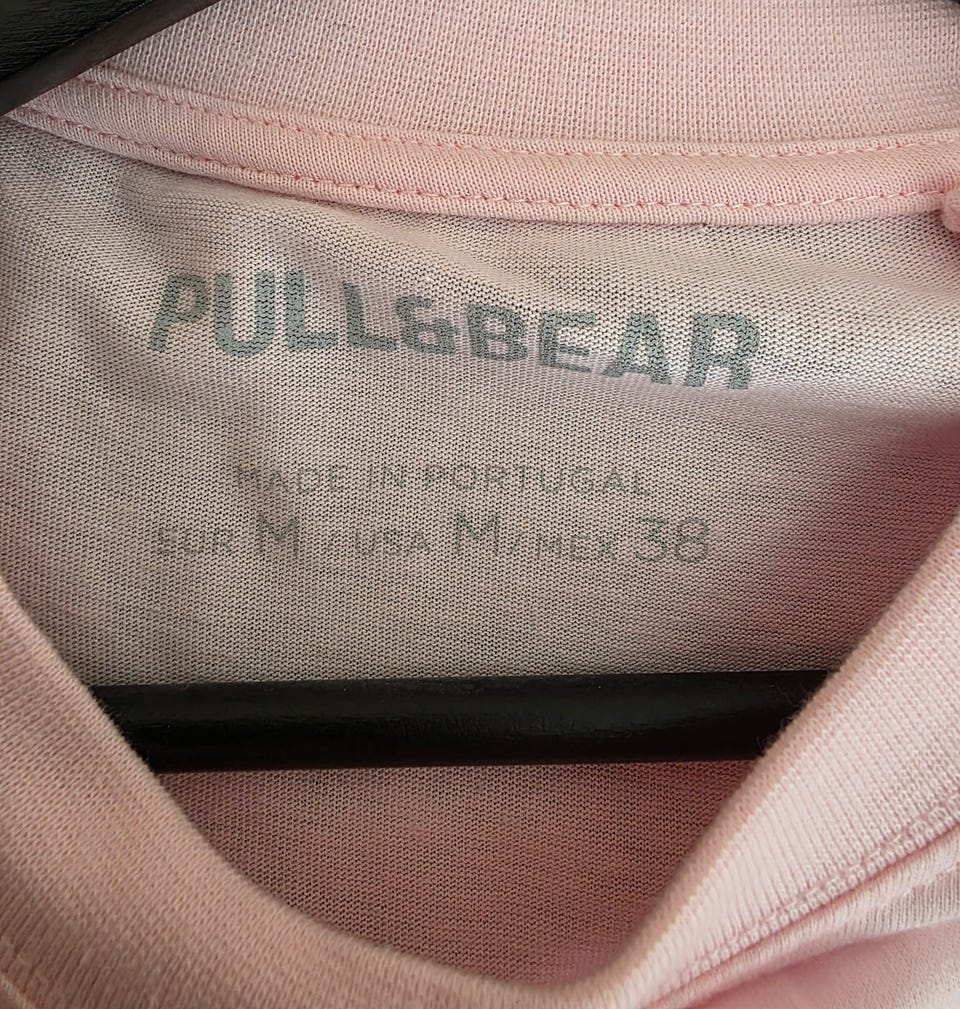 PULL&BEAR
MADE IN PORTUGAL
EUR M / USA M / MEX 38